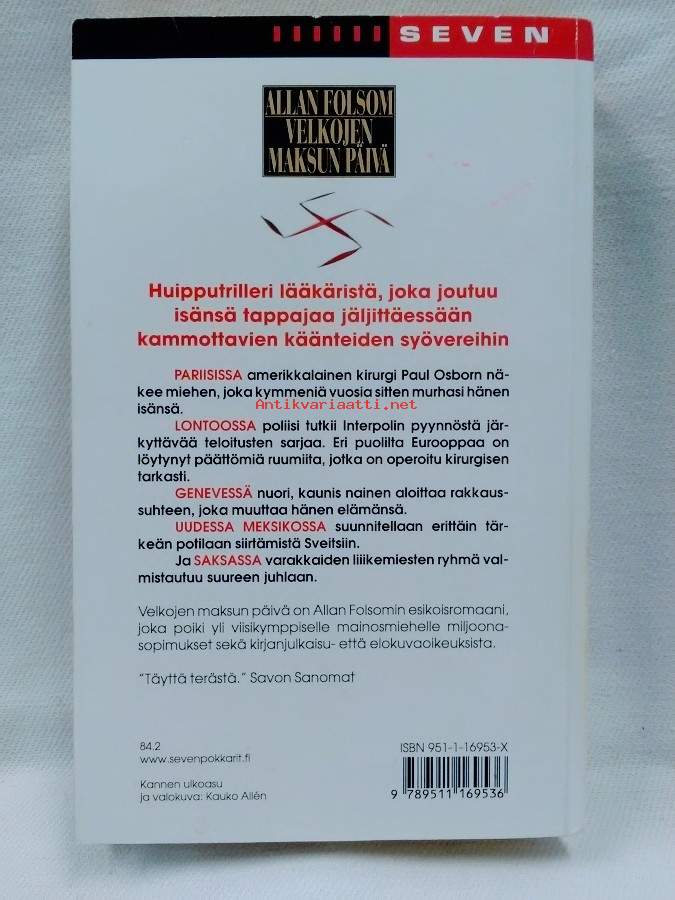 SEVEN
ALLAN FOLSOM
VELKOJEN
MAKSUN PÄIVÄ
Huipputrilleri lääkäristä, joka joutuu
isänsä tappajaa jäljittäessään
kammottavien käänteiden syövereihin
PARIISISSA amerikkalainen kirurgi Paul Osborn nä-
kee miehen, joka kymmeniä vuosia sitten murhasi hänen
isänsä.
Antikvariaatti.net
LONTOOSSA poliisi tutkii Interpolin pyynnöstä jär-
kyttävää teloitusten sarjaa. Eri puolilta Eurooppaa on
löytynyt päättömiä ruumiita, jotka on operoitu kirurgisen
tarkasti.
GENEVESSÄ nuori, kaunis nainen aloittaa rakkaus-
suhteen, joka muuttaa hänen elämänsä.
UUDESSA MEKSIKOSSA suunnitellaan erittäin tär-
keän potilaan siirtämistä Sveitsiin.
Ja SAKSASSA varakkaiden liiikemiesten ryhmä val-
mistautuu suureen juhlaan.
Velkojen maksun päivä on Allan Folsomin esikoisromaani,
joka poiki yli viisikymppiselle mainosmiehelle miljoona-
sopimukset sekä kirjanjulkaisu- että elokuvaoikeuksista.
"Täyttä terästä." Savon Sanomat
84.2
www.sevenpokkarit.fi
Kannen ulkoasu
ja valokuva: Kauko Allén
ISBN 951-1-16953-X
9 789511 169536